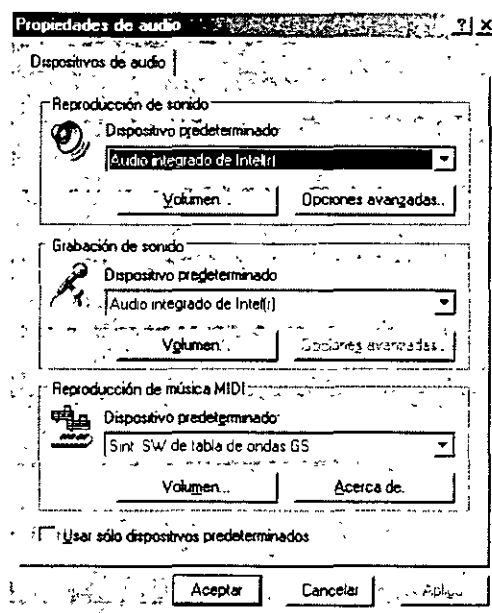 Propiedades de audio ? ×
Dispositivos de audio
Reproducción de sonido
Dispositivo predeterminado
Audio integrado de Intel(r)
Volumen... Opciones avanzadas..
Grabación de sonido
Dispositivo predeterminado
Audio integrado de Intel(r)
Volumen... Opciones avanzadas..
Reproducción de música MIDI
Dispositivo predeterminado:
Sint. SW de tabla de ondas GS
Volumen... Acerca de.
Usar sólo dispositivos predeterminados
Aceptar Cancelar